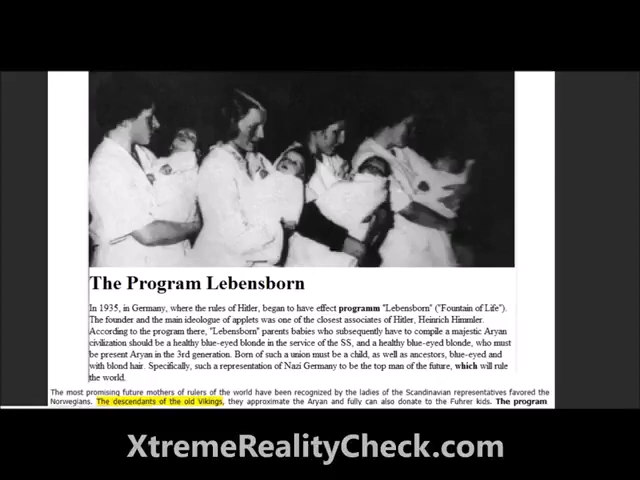 The Program Lebensborn
In 1935, in Germany, where the rules of Hitler, began to have effect programm "Lebensborn" ("Fountain of Life").
The founder and the main ideologue of applets was one of the closest associates of Hitler, Heinrich Himmler.
According to the program there, "Lebensborn" parents babies who subsequently have to compile a majestic Aryan
civilization should be a healthy blue-eyed blonde in the service of the SS, and a healthy blue-eyed blonde, who must
be present Aryan in the 3rd generation. Born of such a union must be a child, as well as ancestors, blue-eyed and
with blond hair. Specifically, such a representation of Nazi Germany to be the top man of the future, which will rule
the world.
The most promising future mothers of rulers of the world have been recognized by the ladies of the Scandinavian representatives favored the
Norwegians. The descendants of the old Vikings, they approximate the Aryan and fully can also donate to the Fuhrer kids. The program
XtremeRealityCheck.com